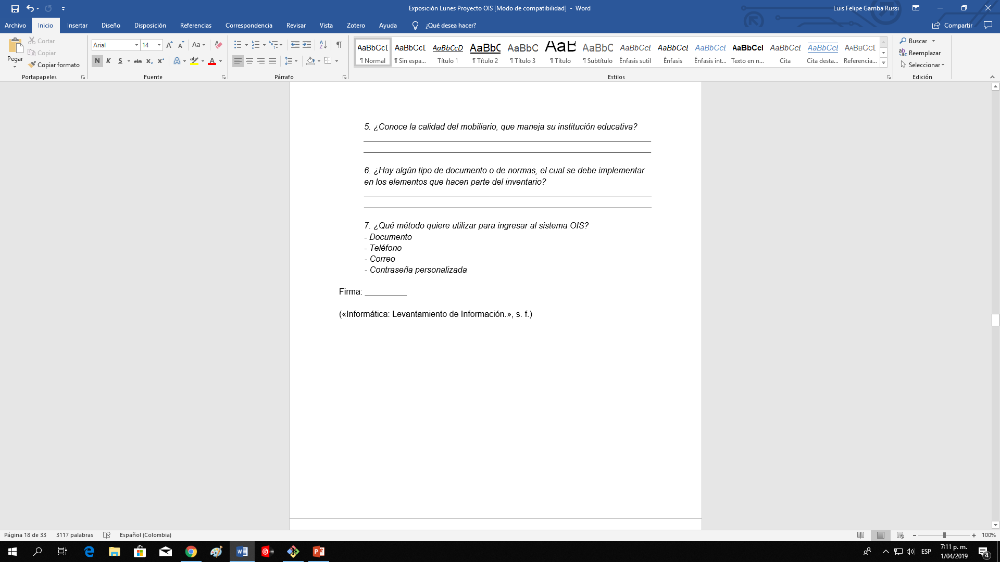 Exposición Lunes Proyecto OIS [Modo de compatibilidad] - Word
Luis Felipe Gamba Russi
Archivo Inicio Insertar Diseño Disposición Referencias Correspondencia Revisar Vista Zotero Ayuda ¿Qué desea hacer? Compartir
Pegar
Cortar
Copiar
Copiar formato
Portapapeles
Arial 14
Aa
N K S abc x₂ x² A aby A
Fuente
Párrafo
AaBbCcD ¶ Normal
AaBbCcD ¶ Sin espa...
AaBbCcD Título 1
AaBbC ¶ Título 2
AaBbC ¶ Título 3
AaB ¶ Título
AaBbC ¶ Subtítulo
AaBbCcL Énfasis sutil
AaBbCcL Énfasis
AaBbCcL Énfasis int...
AaBbCcI Texto en n...
AaBbCcL Cita
AaBbCcL Cita desta...
AABBCCD Referencia...
Estilos
Buscar
Reemplazar
Seleccionar
Edición
5. ¿Conoce la calidad del mobiliario, que maneja su institución educativa?
6. ¿Hay algún tipo de documento o de normas, el cual se debe implementar
en los elementos que hacen parte del inventario?
7. ¿Qué método quiere utilizar para ingresar al sistema OIS?
- Documento
- Teléfono
- Correo
- Contraseña personalizada
Firma: _________
(«Informática: Levantamiento de Información.», s. f.)
Página 18 de 33 3117 palabras Español (Colombia) 100%
ESP
7:11 p. m.
1/04/2019
4